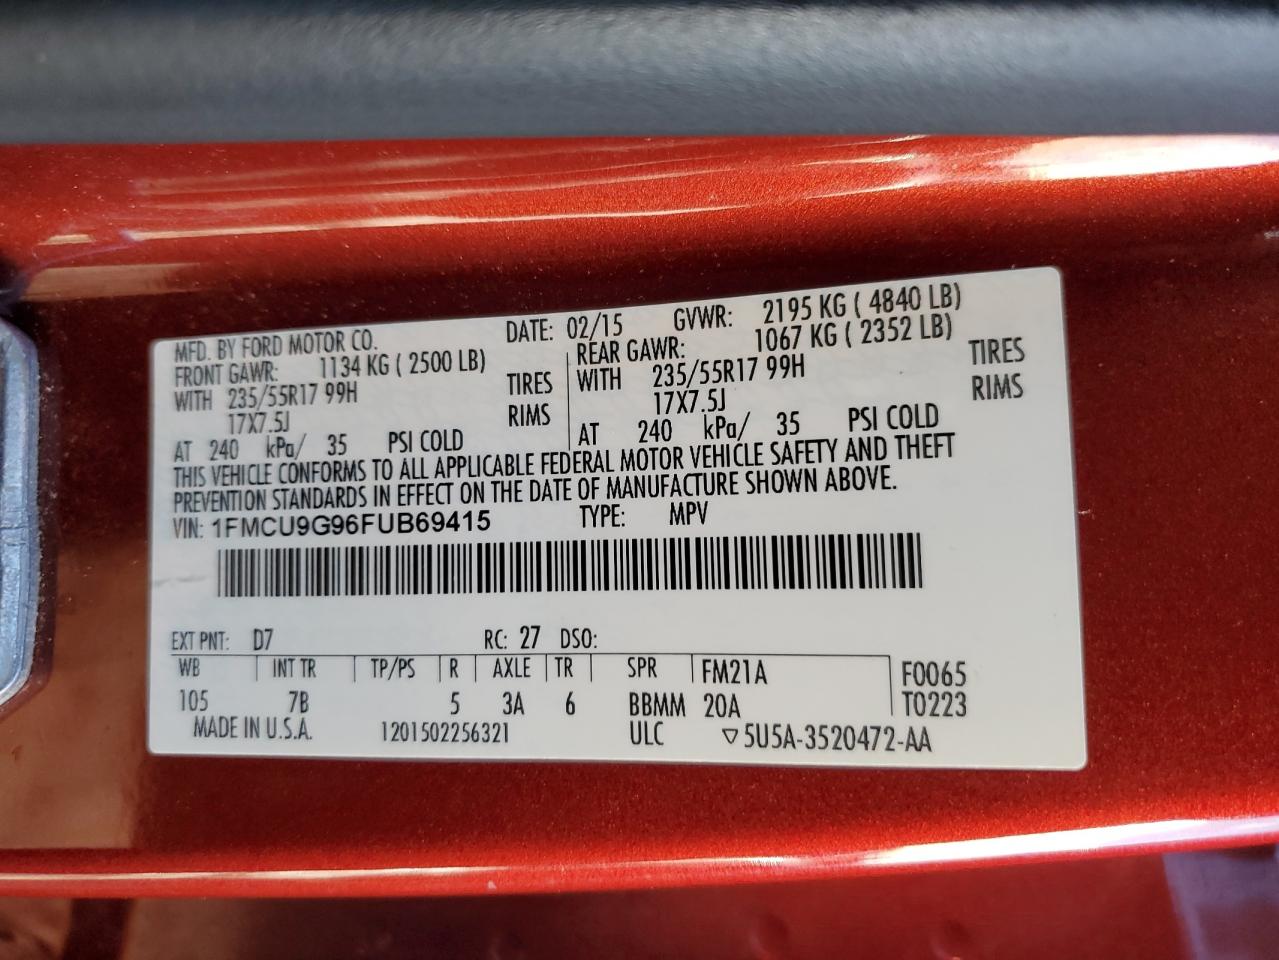 MFD. BY FORD MOTOR CO. DATE: 02/15 GVWR: 2195 KG ( 4840 LB)
FRONT GAWR: 1134 KG ( 2500 LB) REAR GAWR: 1067 KG ( 2352 LB)
WITH 235/55R17 99H TIRES WITH 235/55R17 99H TIRES
17X7.5J RIMS 17X7.5J RIMS
AT 240 kPa/ 35 PSI COLD AT 240 kPa/ 35 PSI COLD
THIS VEHICLE CONFORMS TO ALL APPLICABLE FEDERAL MOTOR VEHICLE SAFETY AND THEFT
PREVENTION STANDARDS IN EFFECT ON THE DATE OF MANUFACTURE SHOWN ABOVE.
VIN: 1FMCU9G96FUB69415 TYPE: MPV
EXT PNT: D7 RC: 27 DSO:
WB INT TR TP/PS R AXLE TR SPR FM21A F0065
105 7B 5 3A 6 BBMM 20A T0223
MADE IN U.S.A. 1201502256321 ULC ▽5U5A-3520472-AA